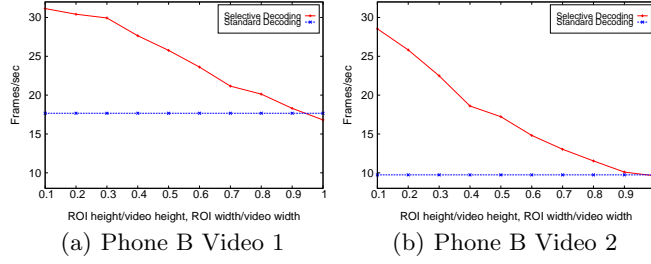 Selective Decoding
Standard Decoding
Frames/sec
30
25
20
15
10
0.1 0.2 0.3 0.4 0.5 0.6 0.7 0.8 0.9 1
ROI height/video height, ROI width/video width
(a) Phone B Video 1
Selective Decoding
Standard Decoding
Frames/sec
30
25
20
15
10
0.1 0.2 0.3 0.4 0.5 0.6 0.7 0.8 0.9
ROI height/video height, ROI width/video width
(b) Phone B Video 2